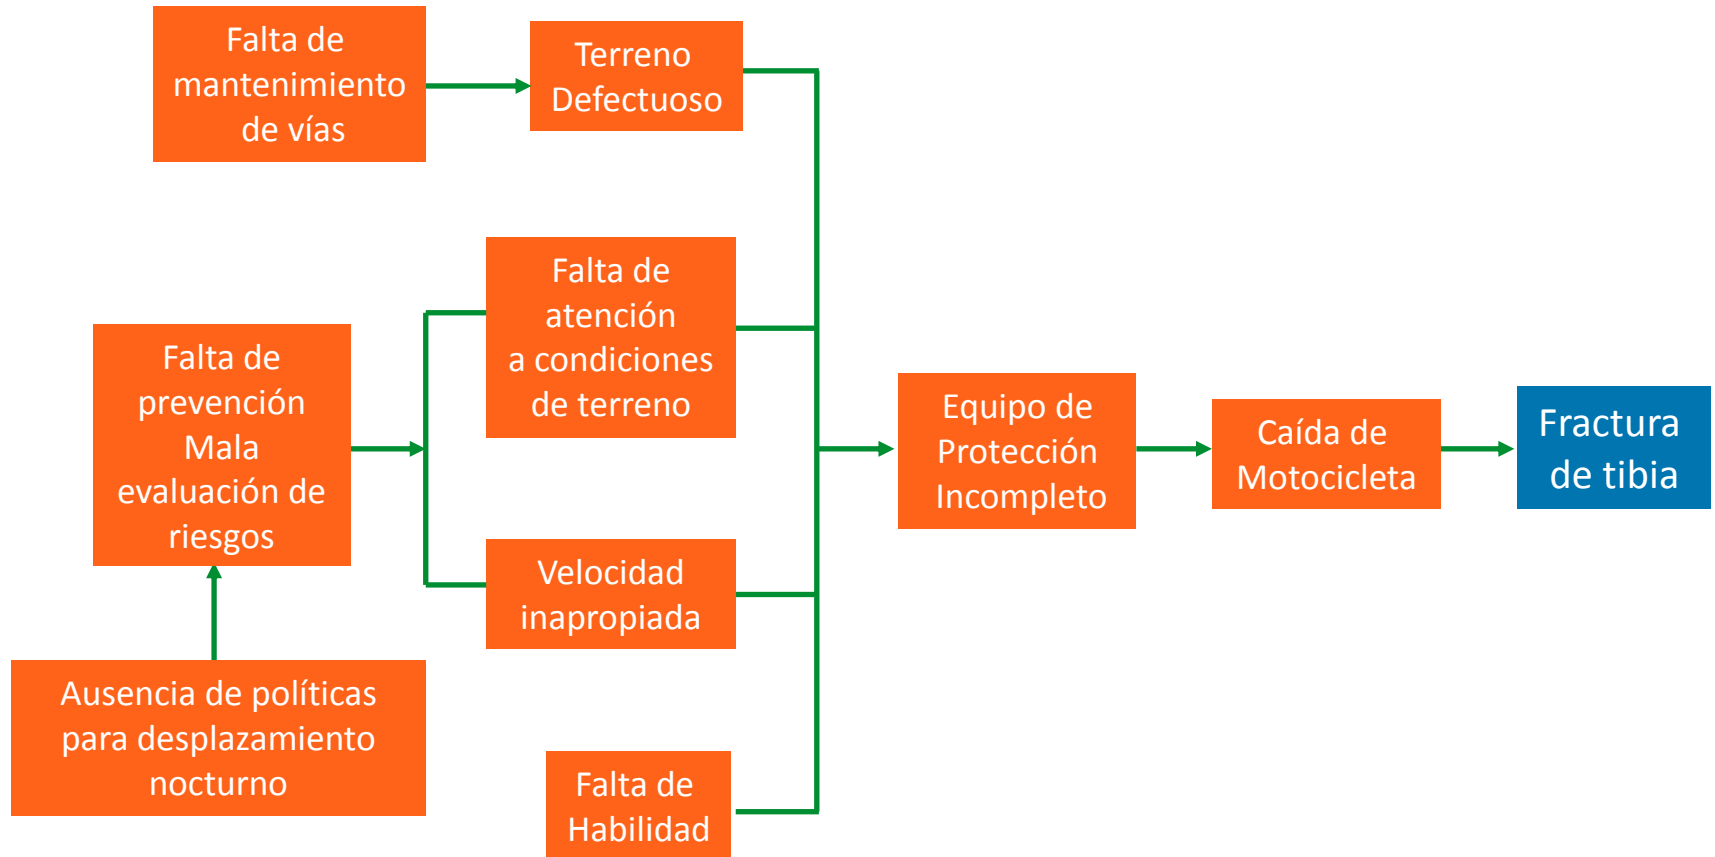 Falta de
mantenimiento
de vías
Terreno
Defectuoso
Falta de
atención
a condiciones
de terreno
Falta de
prevención
Mala
evaluación de
riesgos
Equipo de
Protección
Incompleto
Caída de
Motocicleta
Fractura
de tibia
Velocidad
inapropiada
Ausencia de políticas
para desplazamiento
nocturno
Falta de
Habilidad